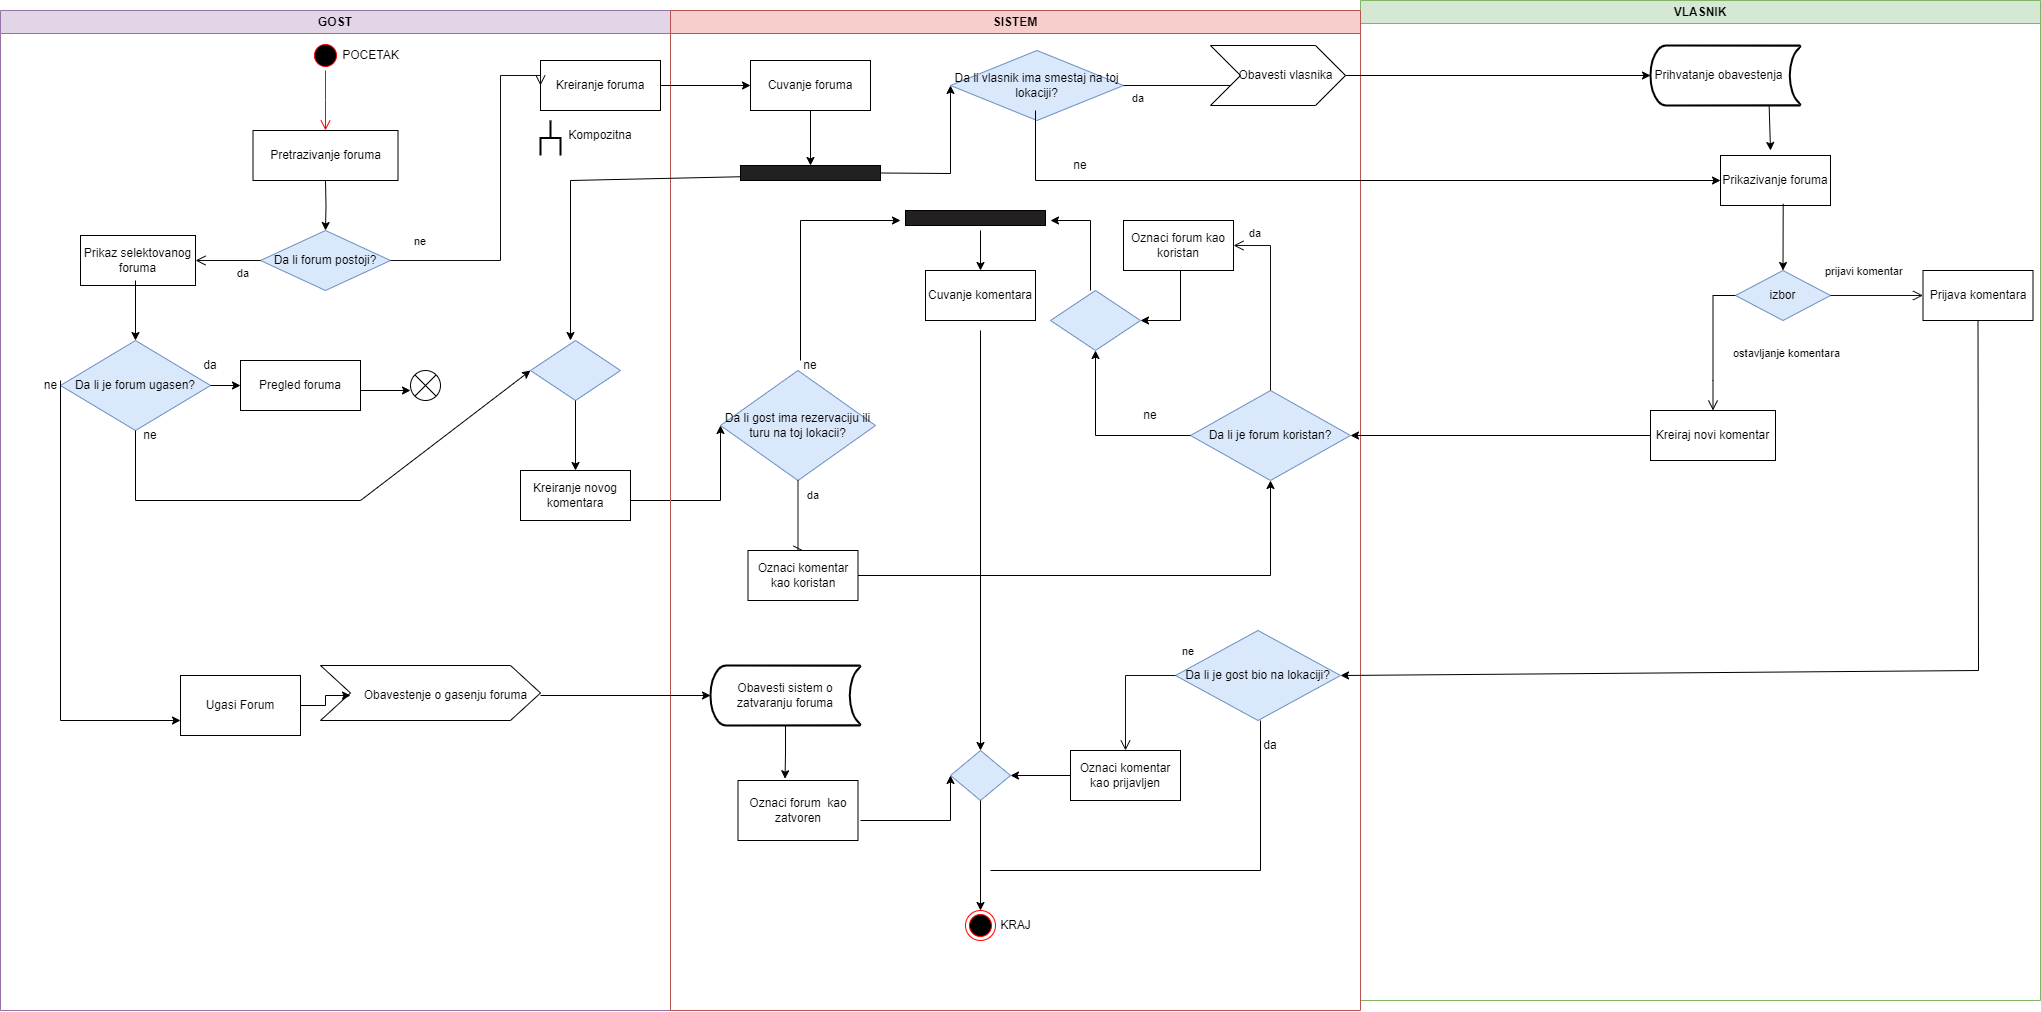 GOST
SISTEM
VLASNIK
POCETAK
Kreiranje foruma
Kompozitna
Cuvanje foruma
Da li vlasnik ima smestaj na toj
lokaciji?
da
ne
Obavesti vlasnika
Prihvatanje obavestenja
Pretrazivanje foruma
Prikazivanje foruma
Da li forum postoji?
ne
da
Prikaz selektovanog
foruma
Oznaci forum kao
koristan
da
Cuvanje komentara
izbor
prijavi komentar
Prijava komentara
ostavljanje komentara
Da li je forum ugasen?
ne
da
ne
Pregled foruma
ne
Da li gost ima rezervaciju ili
turu na toj lokacii?
da
ne
Da li je forum koristan?
Kreiraj novi komentar
Kreiranje novog
komentara
Oznaci komentar
kao koristan
ne
Da li je gost bio na lokaciji?
da
Ugasi Forum
Obavestenje o gasenju foruma
Obavesti sistem o
zatvaranju foruma
Oznaci komentar
kao prijavljen
Oznaci forum  kao
zatvoren
KRAJ